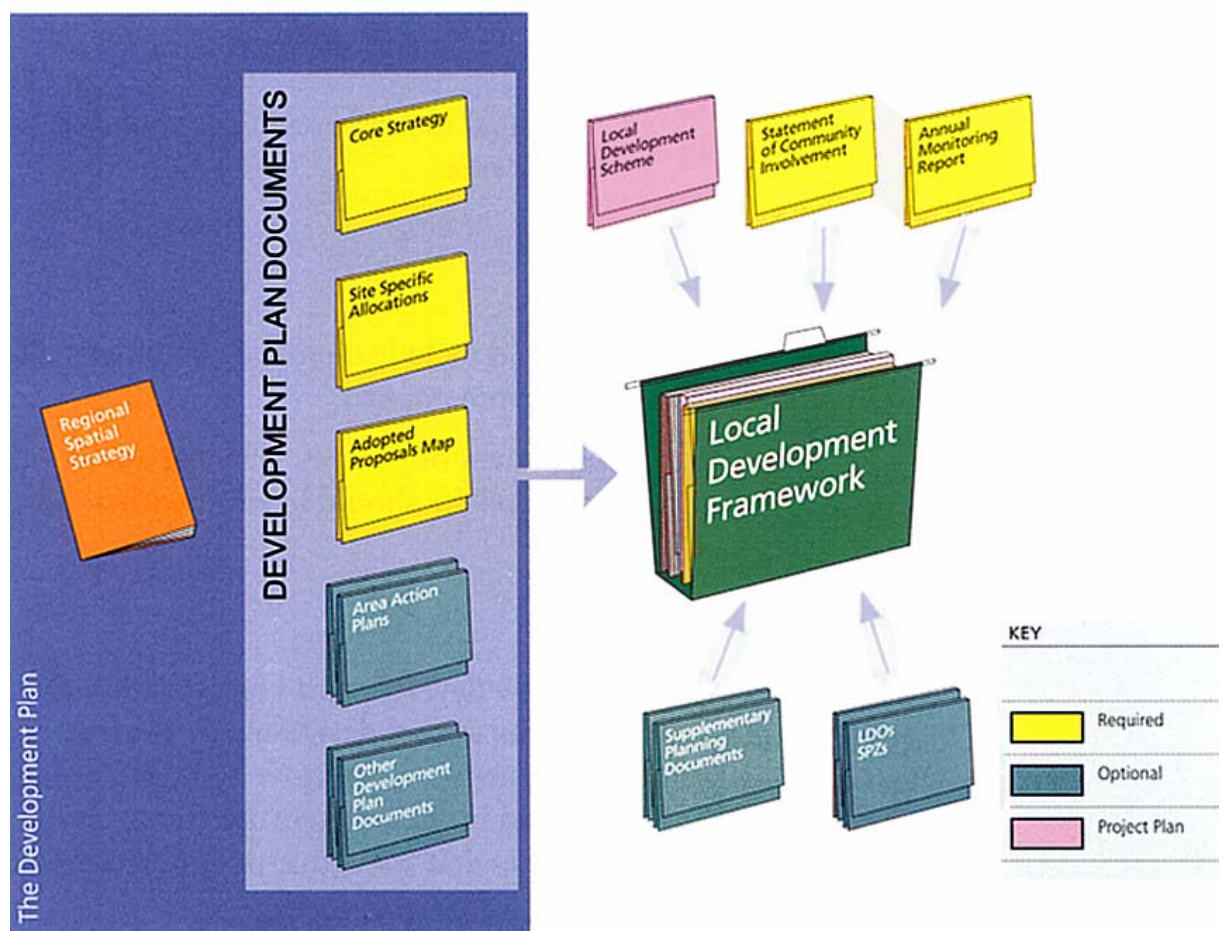 The Development Plan
Regional
Spatial
Strategy
DEVELOPMENT PLAN DOCUMENTS
Core Strategy
Site Specific
Allocations
Adopted
Proposals Map
Area Action
Plans
Other
Development
Plan
Documents
Local
Development
Scheme
Statement
of Community
Involvement
Annual
Monitoring
Report
Local
Development
Framework
Supplementary
Planning
Documents
LDOs
SPZs
KEY
Required
Optional
Project Plan